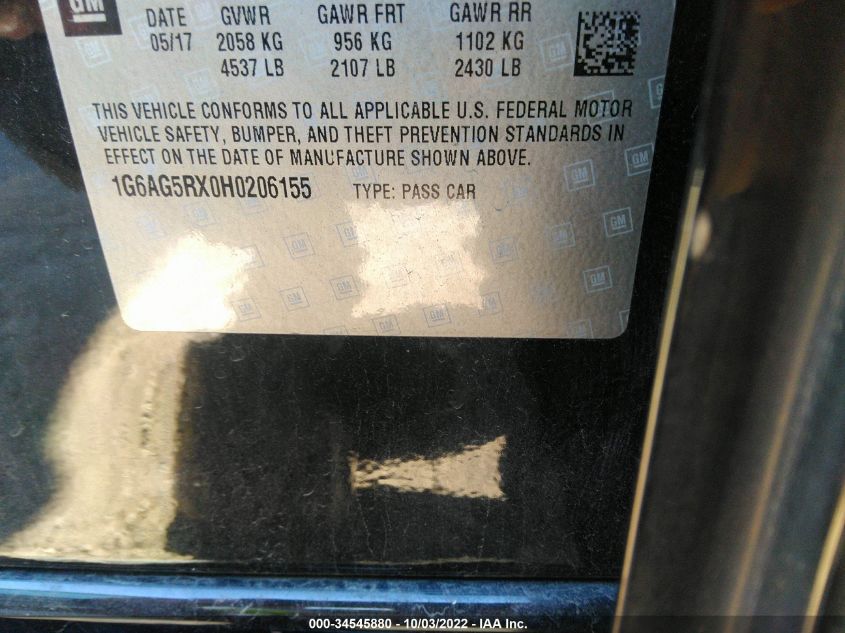 GM
DATE GVWR GAWR FRT GAWR RR
05/17 2058 KG 956 KG 1102 KG
4537 LB 2107 LB 2430 LB
THIS VEHICLE CONFORMS TO ALL APPLICABLE U.S. FEDERAL MOTOR
VEHICLE SAFETY, BUMPER, AND THEFT PREVENTION STANDARDS IN
EFFECT ON THE DATE OF MANUFACTURE SHOWN ABOVE.
1G6AG5RX0H0206155 TYPE: PASS CAR
000-34545880 - 10/03/2022 - IAA Inc.